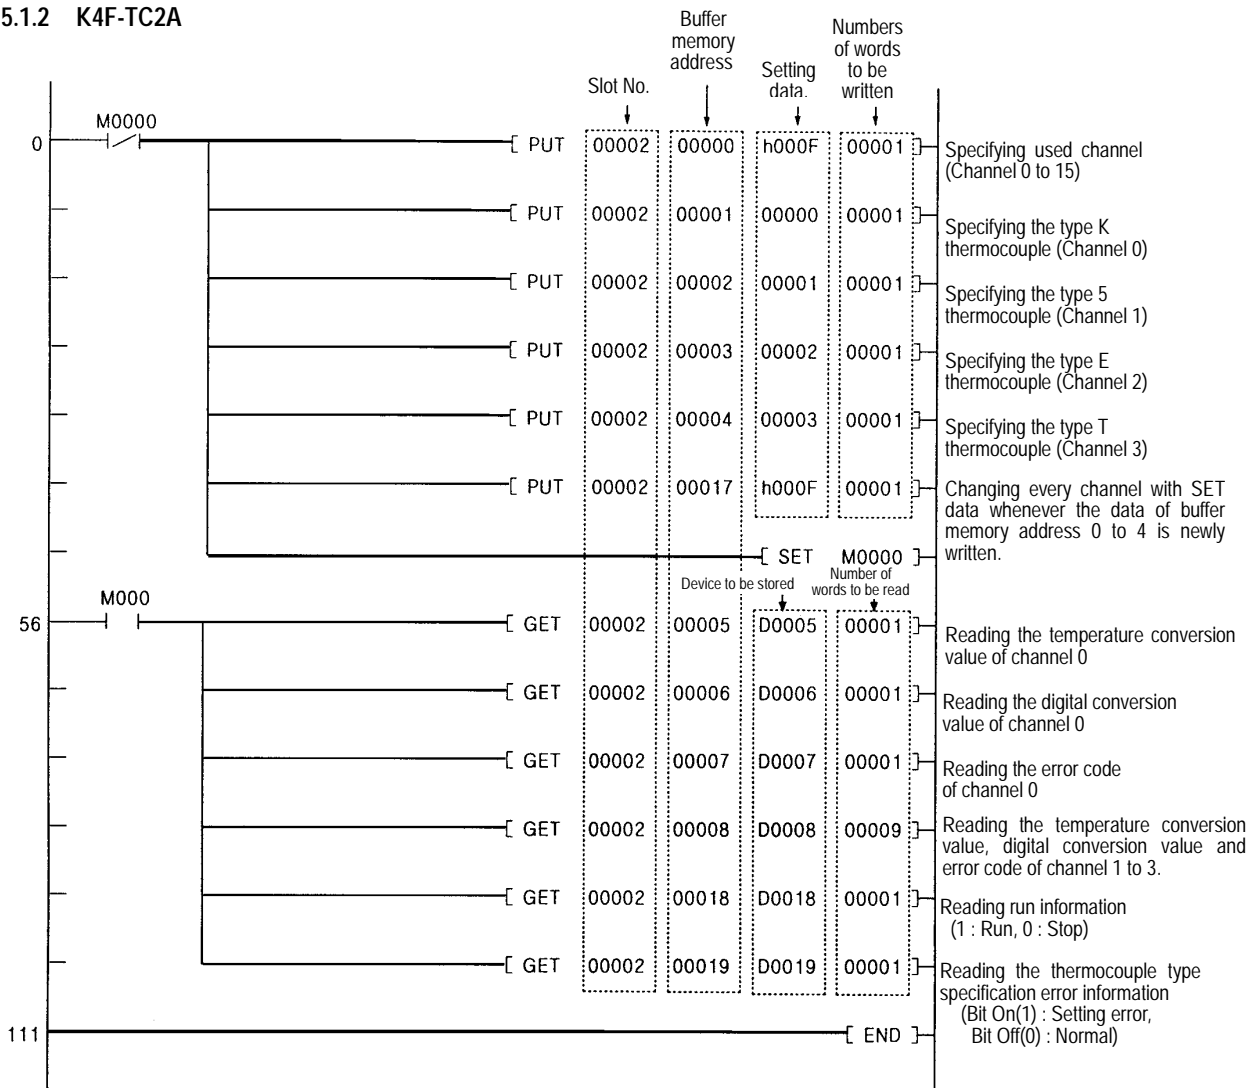 5.1.2 K4F-TC2A
Buffer
memory
address
Numbers
of words
to be
written
Slot No.
Setting
data.
M0000
0
[ PUT 00002 00000 h000F 00001 ]
Specifying used channel
(Channel 0 to 15)
[ PUT 00002 00001 00000 00001 ]
Specifying the type K
thermocouple (Channel 0)
[ PUT 00002 00002 00001 00001 ]
Specifying the type 5
thermocouple (Channel 1)
[ PUT 00002 00003 00002 00001 ]
Specifying the type E
thermocouple (Channel 2)
[ PUT 00002 00004 00003 00001 ]
Specifying the type T
thermocouple (Channel 3)
[ PUT 00002 00017 h000F 00001 ]
Changing every channel with SET
data whenever the data of buffer
memory address 0 to 4 is newly
written.
[ SET M0000 ]
Device to be stored
Number of
words to be read
M000
56
[ GET 00002 00005 D0005 00001 ]
Reading the temperature conversion
value of channel 0
[ GET 00002 00006 D0006 00001 ]
Reading the digital conversion
value of channel 0
[ GET 00002 00007 D0007 00001 ]
Reading the error code
of channel 0
[ GET 00002 00008 D0008 00009 ]
Reading the temperature conversion
value, digital conversion value and
error code of channel 1 to 3.
[ GET 00002 00018 D0018 00001 ]
Reading run information
(1 : Run, 0 : Stop)
[ GET 00002 00019 D0019 00001 ]
Reading the thermocouple type
specification error information
(Bit On(1) : Setting error,
Bit Off(0) : Normal)
111
[ END ]